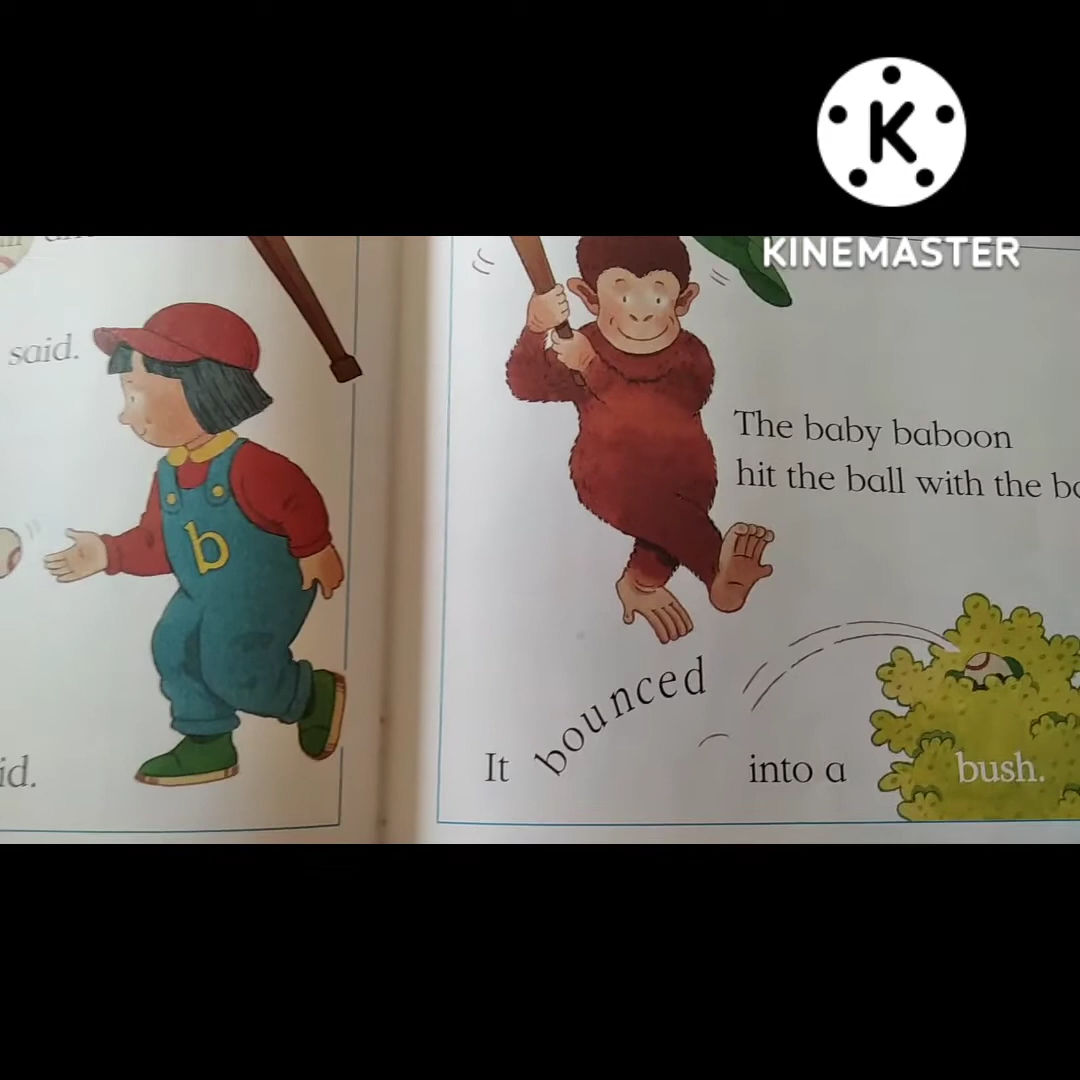 K
KINEMASTER
said.
b
The baby baboon
hit the ball with the
It bounced into a bush.